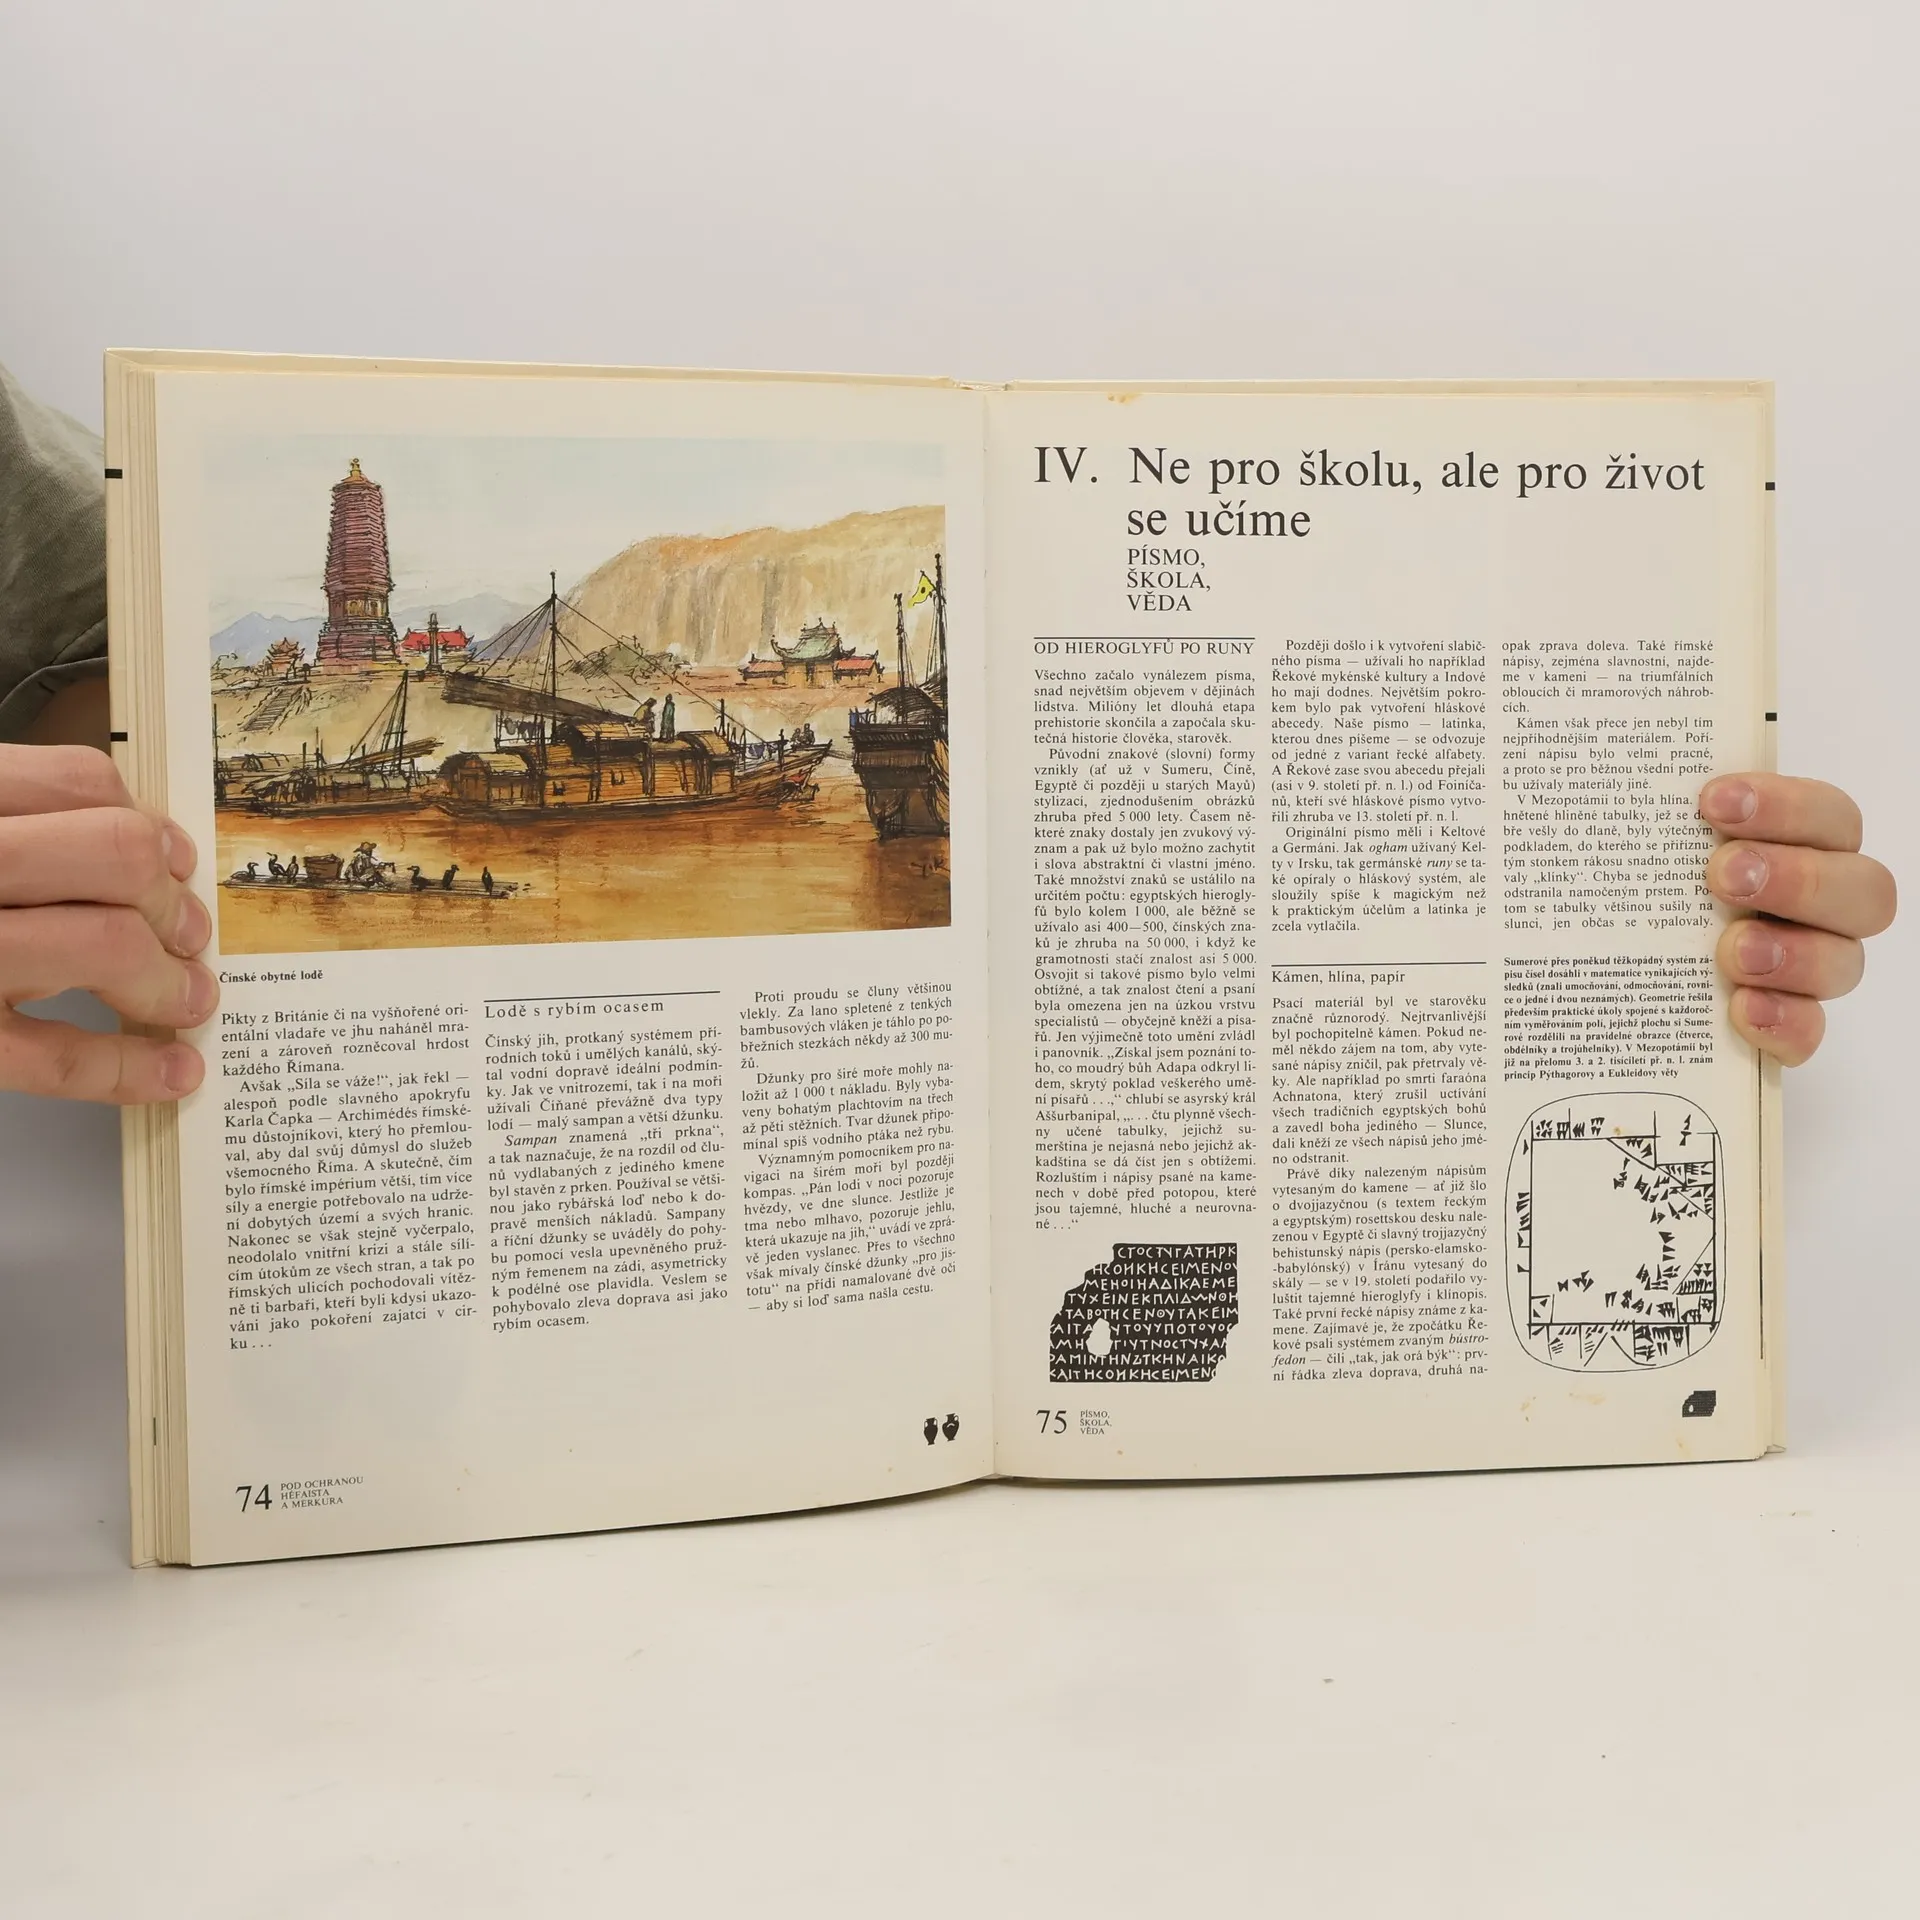 Čínské obytné lodě
Pikty z Británie či na vyšňořené ori-
entální vladaře ve jhu naháněl mra-
zení a zároveň rozněcoval hrdost
každého Římana.
Avšak „Síla se váže!“, jak řekl —
alespoň podle slavného apokryfu
Karla Čapka — Archimédés římské-
mu důstojníkovi, který ho přemlou-
val, aby dal svůj důmysl do služeb
všemocného Říma. A skutečně, čím
bylo římské impérium větší, tím více
síly a energie potřebovalo na udrže-
ní dobytých území a svých hranic.
Nakonec se však stejně vyčerpalo,
neodolalo vnitřní krizi a stále síli-
cím útokům ze všech stran, a tak po
římských ulicích pochodovali vítěz-
ně ti barbaři, kteří byli kdysi ukazo-
váni jako pokoření zajatci v cir-
ku . . .
Lodě s rybím ocasem
Čínský jih, protkaný systémem pří-
rodních toků i umělých kanálů, ský-
tal vodní dopravě ideální podmín-
ky. Jak ve vnitrozemí, tak i na moři
užívali Číňané převážně dva typy
lodí — malý sampan a větší džunku.
Sampan znamená „tři prkna“,
a tak naznačuje, že na rozdíl od člu-
nů vydlabaných z jediného kmene
byl stavěn z prken. Používal se větši-
nou jako rybářská loď nebo k do-
pravě menších nákladů. Sampany
a říční džunky se uváděly do pohy-
bu pomocí vesla upevněného pruž-
ným řemenem na zádi, asymetricky
k podélné ose plavidla. Veslem se
pohybovalo zleva doprava asi jako
rybím ocasem.
Proti proudu se čluny většinou
vlekly. Za lano spletené z tenkých
bambusových vláken je táhlo po po-
břežních stezkách někdy až 300 mu-
žů.
Džunky pro širé moře mohly na-
ložit až 1 000 t nákladu. Byly vyba-
veny bohatým plachtovím na třech
až pěti stěžních. Tvar džunek připo-
mínal spíš vodního ptáka než rybu.
Významným pomocníkem pro na-
vigaci na širém moři byl později
kompas. „Pán lodi v noci pozoruje
hvězdy, ve dne slunce. Jestliže je
tma nebo mlhavo, pozoruje jehlu,
která ukazuje na jih,“ uvádí ve zprá-
vě jeden vyslanec. Přes to všechno
však mívaly čínské džunky „pro jis-
totu“ na přídi namalované dvě oči
— aby si loď sama našla cestu.
74 POD OCHRANOU
HÉFAISTA
A MERKURA
IV. Ne pro školu, ale pro život
se učíme
PÍSMO,
ŠKOLA,
VĚDA
OD HIEROGLYFŮ PO RUNY
Všechno začalo vynálezem písma,
snad největším objevem v dějinách
lidstva. Milióny let dlouhá etapa
prehistorie skončila a započala sku-
tečná historie člověka, starověk.
Původní znakové (slovní) formy
vznikly (ať už v Sumeru, Číně,
Egyptě či později u starých Mayů)
stylizací, zjednodušením obrázků
zhruba před 5 000 lety. Časem ně-
které znaky dostaly jen zvukový vý-
znam a pak už bylo možno zachytit
i slova abstraktní či vlastní jméno.
Také množství znaků se ustálilo na
určitém počtu: egyptských hierogly-
fů bylo kolem 1 000, ale běžně se
užívalo asi 400—500, čínských zna-
ků je zhruba na 50 000, i když ke
gramotnosti stačí znalost asi 5 000.
Osvojit si takové písmo bylo velmi
obtížné, a tak znalost čtení a psaní
byla omezena jen na úzkou vrstvu
specialistů — obyčejně kněží a písa-
řů. Jen výjimečně toto umění zvládl
i panovník. „Získal jsem poznání to-
ho, co moudrý bůh Adapa odkryl li-
dem, skrytý poklad veškerého umě-
ní písařů . . .,“ chlubí se asyrský král
Aššurbanipal, „. . . čtu plynně všech-
ny učené tabulky, jejichž su-
merština je nejasná nebo jejichž ak-
kadština se dá číst jen s obtížemi.
Rozluštím i nápisy psané na kame-
nech v době před potopou, které
jsou tajemné, hluché a neurovna-
né . . .“
Později došlo i k vytvoření slabič-
ného písma — užívali ho například
Řekové mykénské kultury a Indové
ho mají dodnes. Největším pokro-
kem bylo pak vytvoření hláskové
abecedy. Naše písmo — latinka,
kterou dnes píšeme — se odvozuje
od jedné z variant řecké alfabety.
A Řekové zase svou abecedu přejali
(asi v 9. století př. n. l.) od Foiniča-
nů, kteří své hláskové písmo vytvo-
řili zhruba ve 13. století př. n. l.
Originální písmo měli i Keltové
a Germáni. Jak ogham užívaný Kel-
ty v Irsku, tak germánské runy se ta-
ké opíraly o hláskový systém, ale
sloužily spíše k magickým než
k praktickým účelům a latinka je
zcela vytlačila.
Kámen, hlína, papír
Psací materiál byl ve starověku
značně různorodý. Nejtrvanlivější
byl pochopitelně kámen. Pokud ne-
měl někdo zájem na tom, aby vyte-
sané nápisy zničil, pak přetrvaly vě-
ky. Ale například po smrti faraóna
Achnatona, který zrušil uctívání
všech tradičních egyptských bohů
a zavedl boha jediného — Slunce,
dali kněží ze všech nápisů jeho jmé-
no odstranit.
Právě díky nalezeným nápisům
vytesaným do kamene — ať již šlo
o dvojjazyčnou (s textem řeckým
a egyptským) rosettskou desku nale-
zenou v Egyptě či slavný trojjazyčný
behistunský nápis (persko-elamsko-
-babylónský) v Íránu vytesaný do
skály — se v 19. století podařilo vy-
luštit tajemné hieroglyfy i klínopis.
Také první řecké nápisy známe z ka-
mene. Zajímavé je, že zpočátku Ře-
kové psali systémem zvaným bústro-
fedon — čili „tak, jak orá býk“: prv-
ní řádka zleva doprava, druhá na-
opak zprava doleva. Také římské
nápisy, zejména slavnostní, najde-
me v kameni — na triumfálních
obloucích či mramorových náhrob-
cích.
Kámen však přece jen nebyl tím
nejpříhodnějším materiálem. Poří-
zení nápisu bylo velmi pracné,
a proto se pro běžnou všední potře-
bu užívaly materiály jiné.
V Mezopotámii to byla hlína.
hnětené hliněné tabulky, jež se
bře vešly do dlaně, byly výtečným
podkladem, do kterého se přiříznu-
tým stonkem rákosu snadno otisko-
valy „klínky“. Chyba se jednoduš
odstranila namočeným prstem. Po-
tom se tabulky většinou sušily na
slunci, jen občas se vypalovaly.
Sumerové přes poněkud těžkopádný systém zá-
pisu čísel dosáhli v matematice vynikajících vý-
sledků (znali umocňování, odmocňování, rovni-
ce o jedné i dvou neznámých). Geometrie řešila
především praktické úkoly spojené s každoroč-
ním vyměřováním polí, jejichž plochu si Sume-
rové rozdělili na pravidelné obrazce (čtverce,
obdélníky a trojúhelníky). V Mezopotámii byl
již na přelomu 3. a 2. tisíciletí př. n. l. znám
princip Pýthagorovy a Eukleidovy věty
75 PÍSMO,
ŠKOLA,
VĚDA